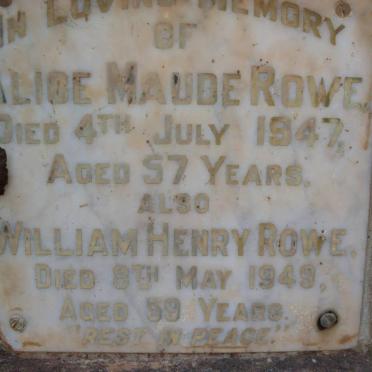 IN LOVING MEMORY
OF
ALICE MAUDE ROWE,
DIED 4TH JULY 1947,
AGED 57 YEARS.
ALSO
WILLIAM HENRY ROWE,
DIED 8TH MAY 1949,
AGED 59 YEARS.
"REST IN PEACE."